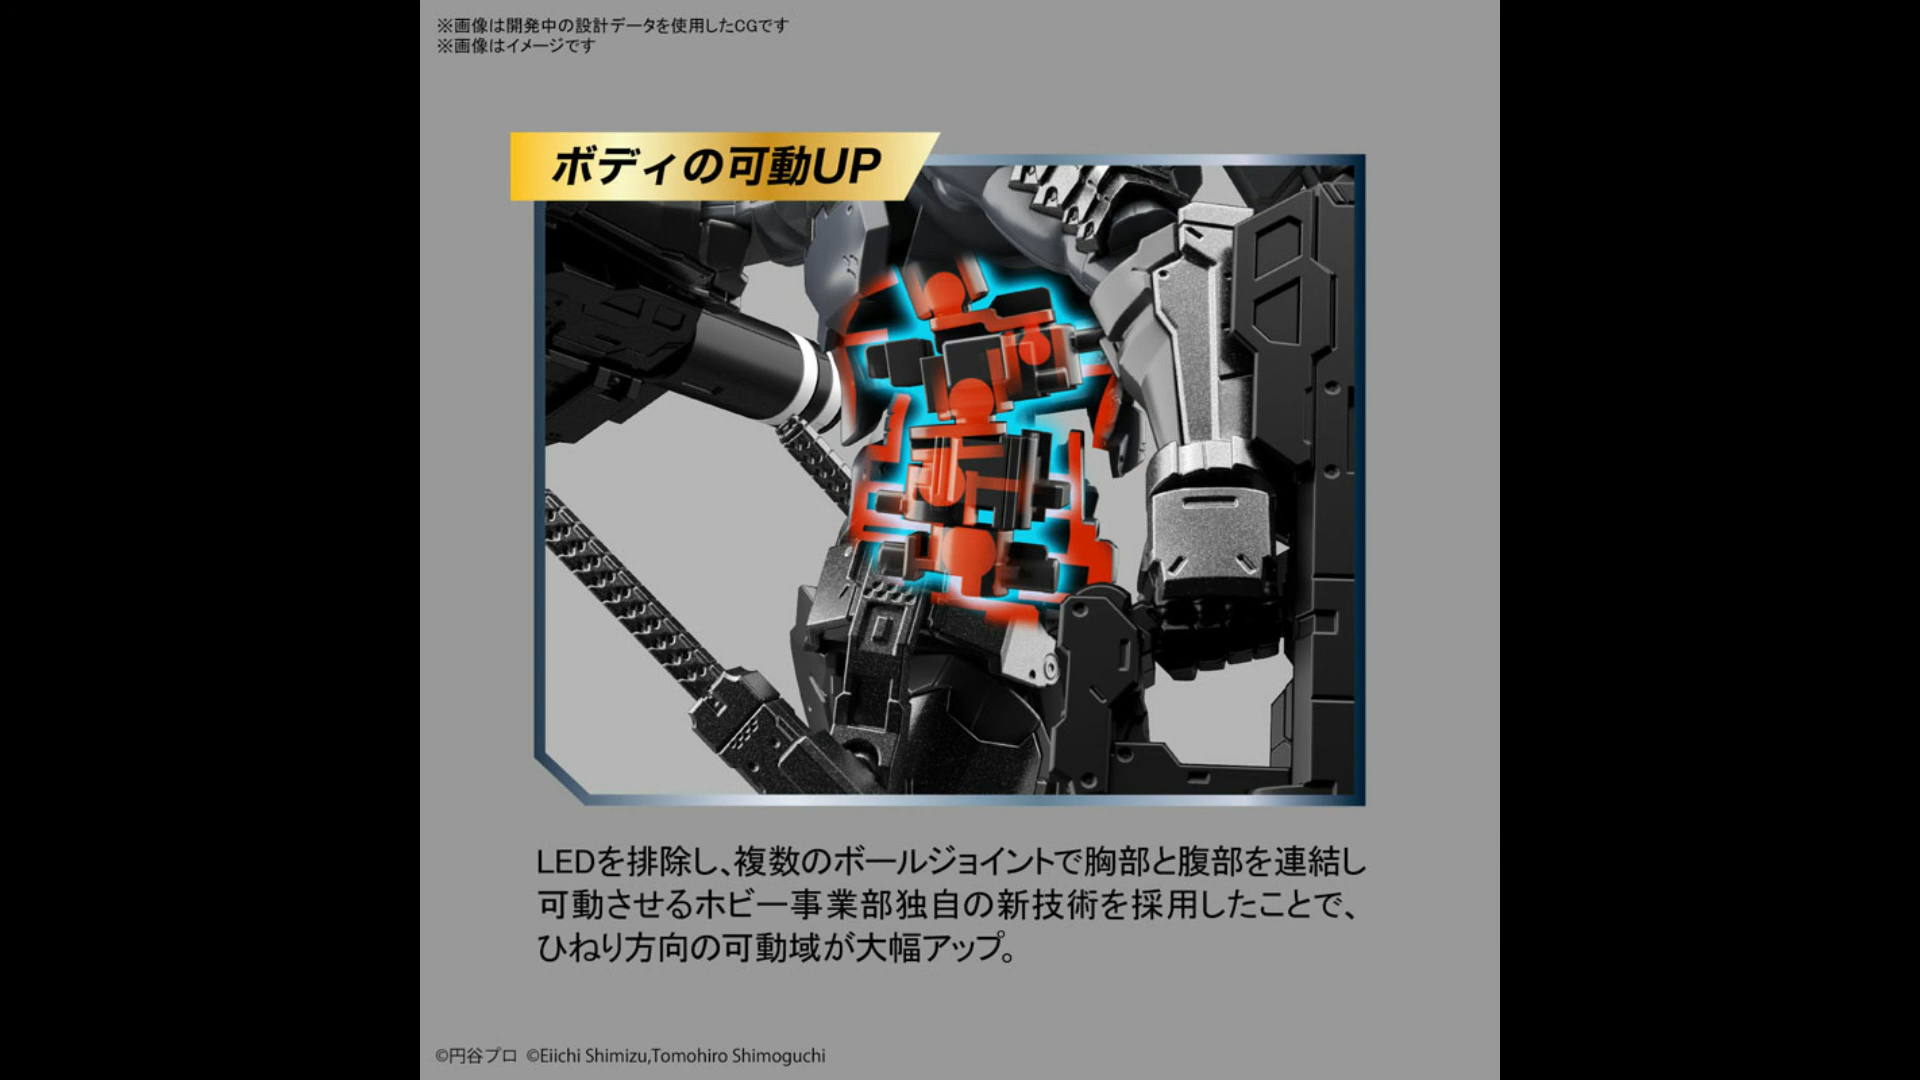 ※画像は開発中の設計データを使用したCGです
※画像はイメージです
ボディの可動UP
LEDを排除し、複数のボールジョイントで胸部と腹部を連結し
可動させるホビー事業部独自の新技術を採用したことで、
ひねり方向の可動域が大幅アップ。
©円谷プロ ©Eiichi Shimizu,Tomohiro Shimoguchi